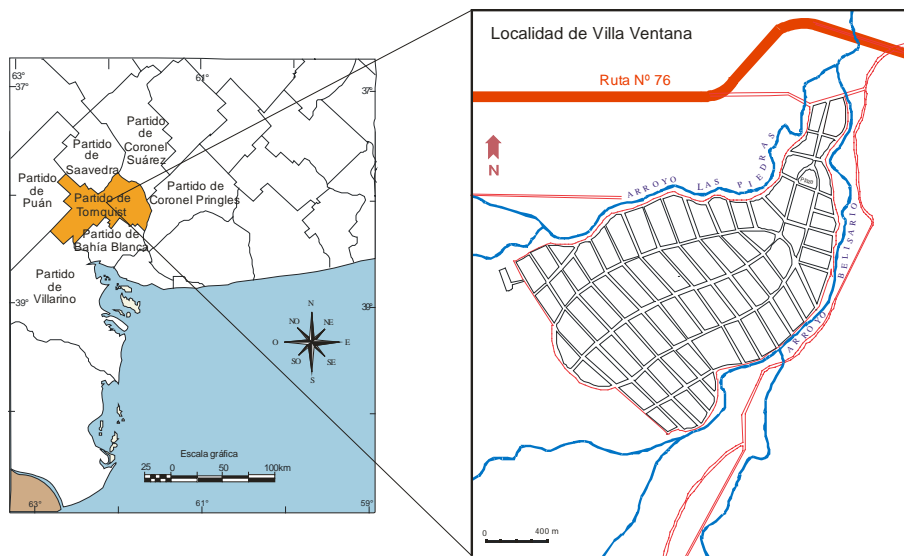 63°
61°
37°
37°
Partido
de
Coronel
Suárez
Partido
de
Saavedra
Partido
de
Puán
Partido
de Coronel Pringles
Partido de
Tornquist
Partido de
Bahía Blanca
Partido
de
Villarino
39°
39°
N
NO
NE
O
E
SO
SE
S
Escala gráfica
25
0
50
100km
63°
61°
59°
Localidad de Villa Ventana
Ruta Nº 76
N
ARROYO LAS PIEDRAS
ARROYO BELISARIO
0
400 m